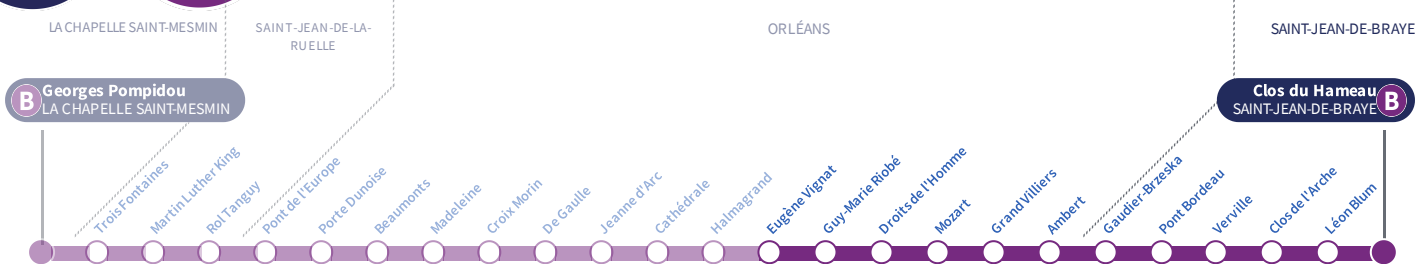 LA CHAPELLE SAINT-MESMIN
SAINT-JEAN-DE-LA-
RUELLE
ORLÉANS
SAINT-JEAN-DE-BRAYE
B
Georges Pompidou
LA CHAPELLE SAINT-MESMIN
Clos du Hameau
SAINT-JEAN-DE-BRAYE
B
Trois Fontaines
Martin Luther King
Rol Tanguy
Pont de l'Europe
Porte Dunoise
Beaumonts
Madeleine
Croix Morin
De Gaulle
Jeanne d'Arc
Cathédrale
Halmagrand
Eugène Vignat
Guy-Marie Riobé
Droits de l'Homme
Mozart
Grand Villiers
Ambert
Gaudier-Brzeska
Pont Bordeau
Verville
Clos de l'Arche
Léon Blum